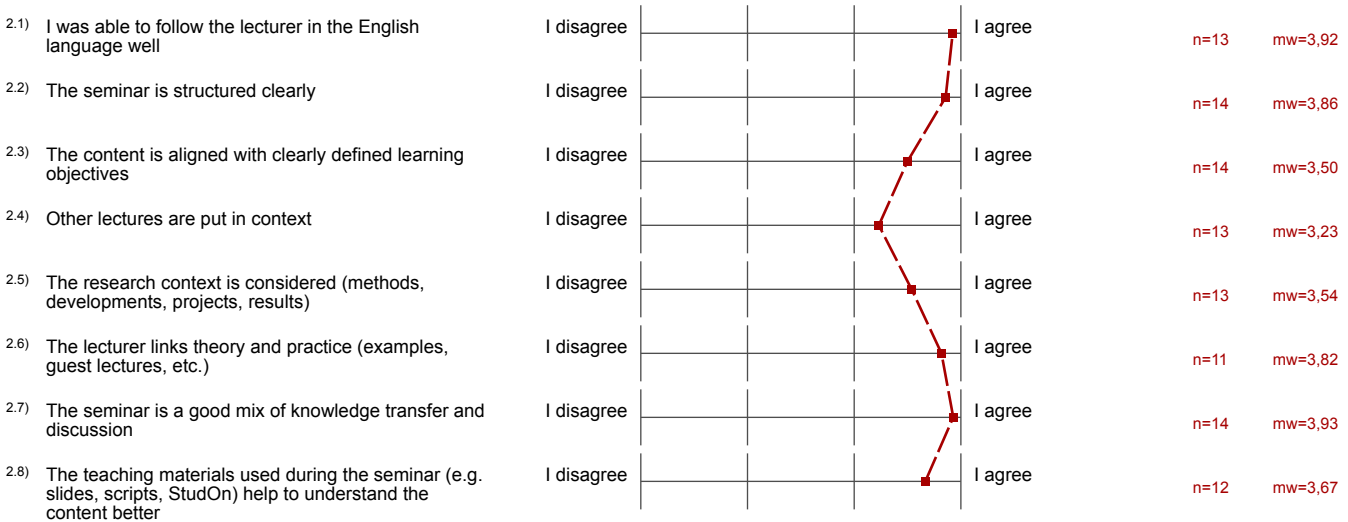 2.1) I was able to follow the lecturer in the English language well I disagree I agree n=13 mw=3,92
2.2) The seminar is structured clearly I disagree I agree n=14 mw=3,86
2.3) The content is aligned with clearly defined learning objectives I disagree I agree n=14 mw=3,50
2.4) Other lectures are put in context I disagree I agree n=13 mw=3,23
2.5) The research context is considered (methods, developments, projects, results) I disagree I agree n=13 mw=3,54
2.6) The lecturer links theory and practice (examples, guest lectures, etc.) I disagree I agree n=11 mw=3,82
2.7) The seminar is a good mix of knowledge transfer and discussion I disagree I agree n=14 mw=3,93
2.8) The teaching materials used during the seminar (e.g. slides, scripts, StudOn) help to understand the content better I disagree I agree n=12 mw=3,67